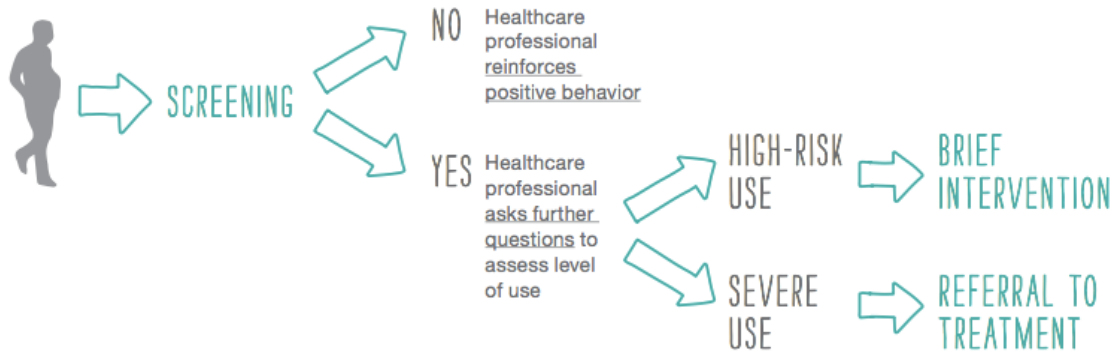 SCREENING
NO
Healthcare
professional
reinforces
positive behavior
YES
Healthcare
professional
asks further
questions to
assess level
of use
HIGH-RISK
USE
BRIEF
INTERVENTION
SEVERE
USE
REFERRAL TO
TREATMENT